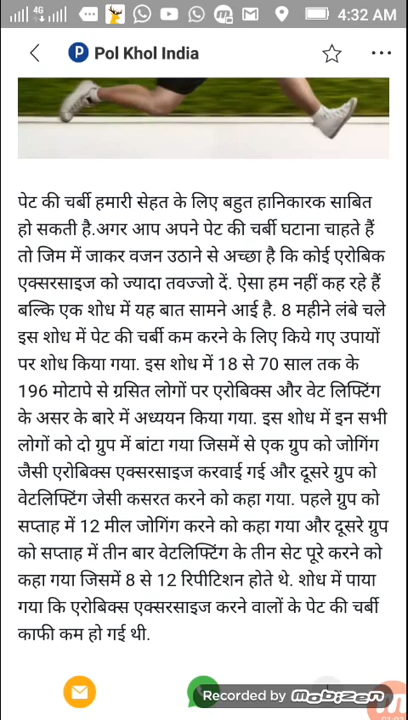 4G 4:32 AM
P Pol Khol India
पेट की चर्बी हमारी सेहत के लिए बहुत हानिकारक साबित
हो सकती है.अगर आप अपने पेट की चर्बी घटाना चाहते हैं
तो जिम में जाकर वजन उठाने से अच्छा है कि कोई एरोबिक
एक्सरसाइज को ज्यादा तवज्जो दें. ऐसा हम नहीं कह रहे हैं
बल्कि एक शोध में यह बात सामने आई है. 8 महीने लंबे चले
इस शोध में पेट की चर्बी कम करने के लिए किये गए उपायों
पर शोध किया गया. इस शोध में 18 से 70 साल तक के
196 मोटापे से ग्रसित लोगों पर एरोबिक्स और वेट लिफ्टिंग
के असर के बारे में अध्ययन किया गया. इस शोध में इन सभी
लोगों को दो ग्रुप में बांटा गया जिसमें से एक ग्रुप को जोगिंग
जैसी एरोबिक्स एक्सरसाइज करवाई गई और दूसरे ग्रुप को
वेटलिफ्टिंग जेसी कसरत करने को कहा गया. पहले ग्रुप को
सप्ताह में 12 मील जोगिंग करने को कहा गया और दूसरे ग्रुप
को सप्ताह में तीन बार वेटलिफ्टिंग के तीन सेट पूरे करने को
कहा गया जिसमें 8 से 12 रिपीटिशन होते थे. शोध में पाया
गया कि एरोबिक्स एक्सरसाइज करने वालों के पेट की चर्बी
काफी कम हो गई थी.
Recorded by mobizen